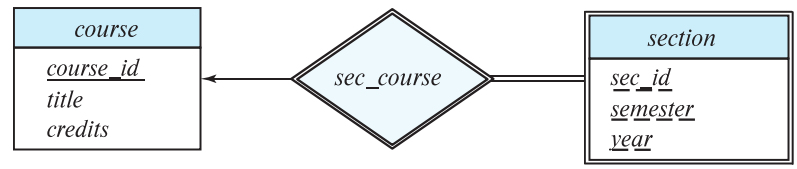 course
course_id
title
credits
sec_course
section
sec_id
semester
year